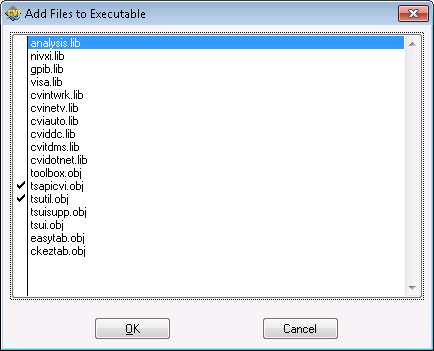 Add Files to Executable
analysis.lib
nivxi.lib
gpib.lib
visa.lib
cvintwrk.lib
cvinetv.lib
cviauto.lib
cviddc.lib
cvitdms.lib
cvidotnet.lib
toolbox.obj
tsapicvi.obj
tsutil.obj
tsuisupp.obj
tsui.obj
easytab.obj
ckeztab.obj
OK Cancel